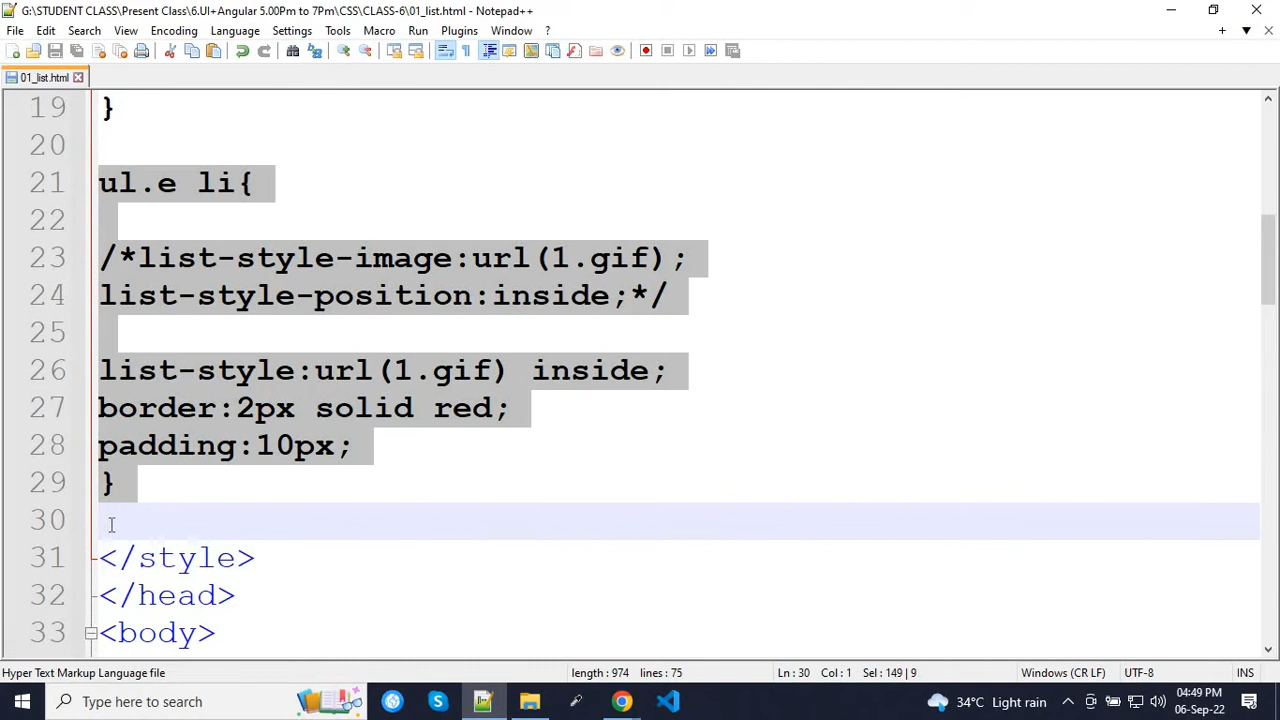 G:\STUDENT CLASS\Present Class\6.UI+Angular 5.00Pm to 7Pm\CSS\CLASS-6\01_list.html - Notepad++
File Edit Search View Encoding Language Settings Tools Macro Run Plugins Window ?
01_list.html
19 }
20
21 ul.e li{
22
23 /*list-style-image:url(1.gif);
24 list-style-position:inside;*/
25
26 list-style:url(1.gif) inside;
27 border:2px solid red;
28 padding:10px;
29 }
30
31 </style>
32 </head>
33 <body>
Hyper Text Markup Language file length : 974 lines : 75 Ln : 30 Col : 1 Sel : 149 | 9 Windows (CR LF) UTF-8 INS
Type here to search 34°C Light rain 04:49 PM
06-Sep-22